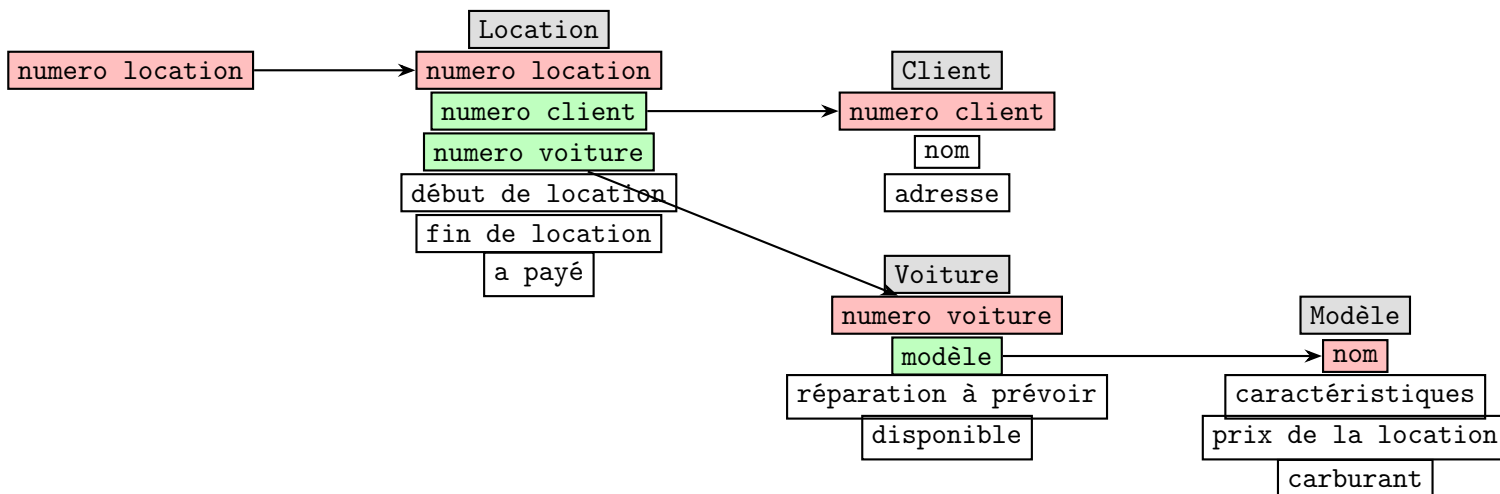 numero location
Location
numero location
numero client
numero voiture
début de location
fin de location
a payé
Client
numero client
nom
adresse
Voiture
numero voiture
modèle
réparation à prévoir
disponible
Modèle
nom
caractéristiques
prix de la location
carburant